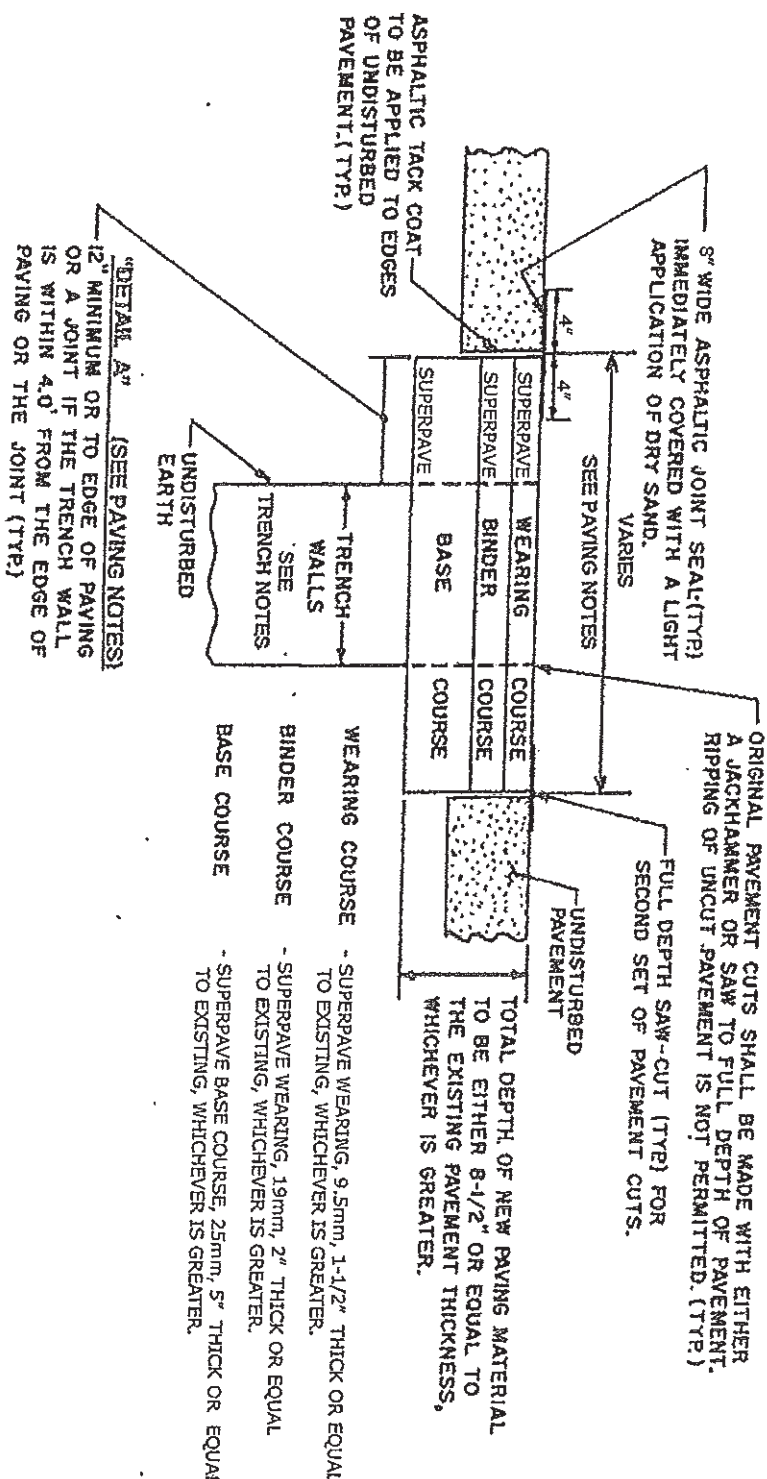 ORIGINAL PAVEMENT CUTS SHALL BE MADE WITH EITHER
A JACKHAMMER OR SAW TO FULL DEPTH OF PAVEMENT.
RIPPING OF UNCUT PAVEMENT IS NOT PERMITTED. (TYP.)
FULL DEPTH SAW-CUT (TYP.) FOR
SECOND SET OF PAVEMENT CUTS.
8" WIDE ASPHALTIC JOINT SEAL (TYP.)
IMMEDIATELY COVERED WITH A LIGHT
APPLICATION OF DRY SAND.
VARIES
SEE PAVING NOTES
4"
4"
UNDISTURBED
PAVEMENT
ASPHALTIC TACK COAT
TO BE APPLIED TO EDGES
OF UNDISTURBED
PAVEMENT. (TYP.)
SUPERPAVE WEARING COURSE
SUPERPAVE BINDER COURSE
SUPERPAVE BASE COURSE
TOTAL DEPTH OF NEW PAVING MATERIAL
TO BE EITHER 8-1/2" OR EQUAL TO
THE EXISTING PAVEMENT THICKNESS,
WHICHEVER IS GREATER.
TRENCH
WALLS
SEE
TRENCH NOTES
UNDISTURBED
EARTH
"DETAIL A" (SEE PAVING NOTES)
12" MINIMUM OR TO EDGE OF PAVING
OR A JOINT IF THE TRENCH WALL
IS WITHIN 4.0' FROM THE EDGE OF
PAVING OR THE JOINT (TYP.)
WEARING COURSE - SUPERPAVE WEARING, 9.5mm, 1-1/2" THICK OR EQUAL
TO EXISTING, WHICHEVER IS GREATER.
BINDER COURSE - SUPERPAVE WEARING, 19mm, 2" THICK OR EQUAL
TO EXISTING, WHICHEVER IS GREATER.
BASE COURSE - SUPERPAVE BASE COURSE, 25mm, 5" THICK OR EQUAL
TO EXISTING, WHICHEVER IS GREATER.